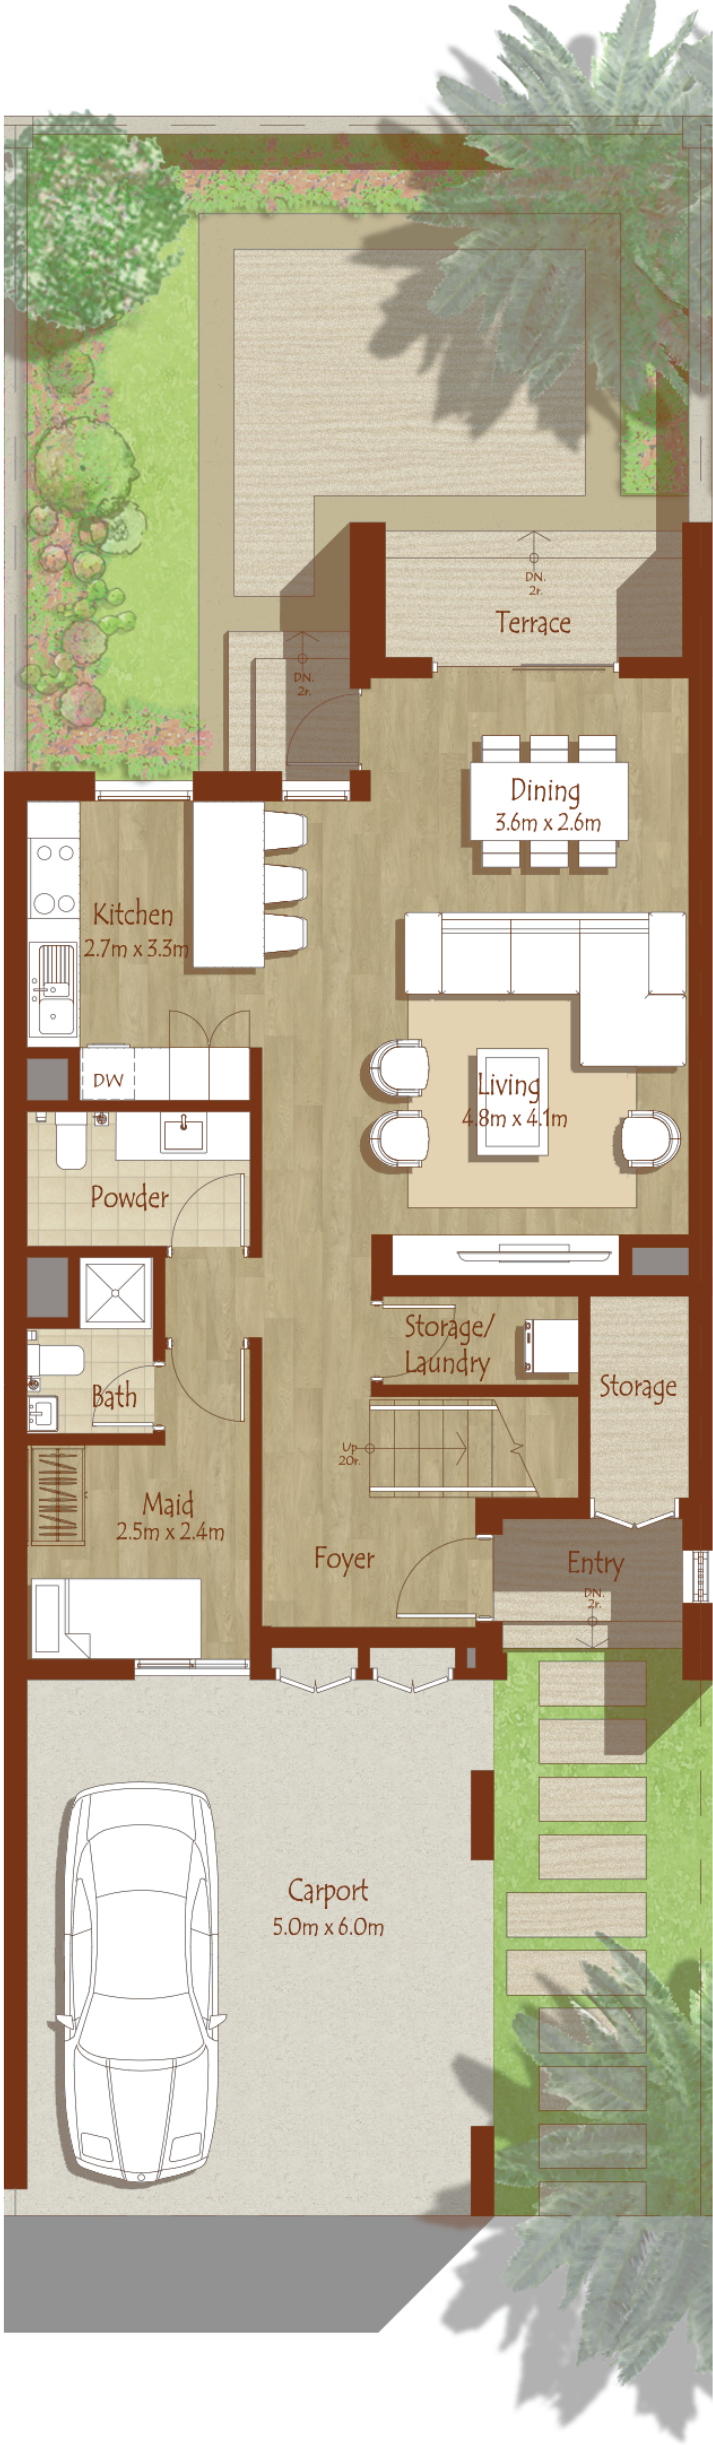 DN.
2r.
Terrace
DN.
2r.
Dining
3.6m x 2.6m
Kitchen
2.7m x 3.3m
DW
Living
4.8m x 4.1m
Powder
Storage/
Laundry
Storage
Bath
Up
20r.
Maid
2.5m x 2.4m
Foyer
Entry
DN.
2r.
Carport
5.0m x 6.0m